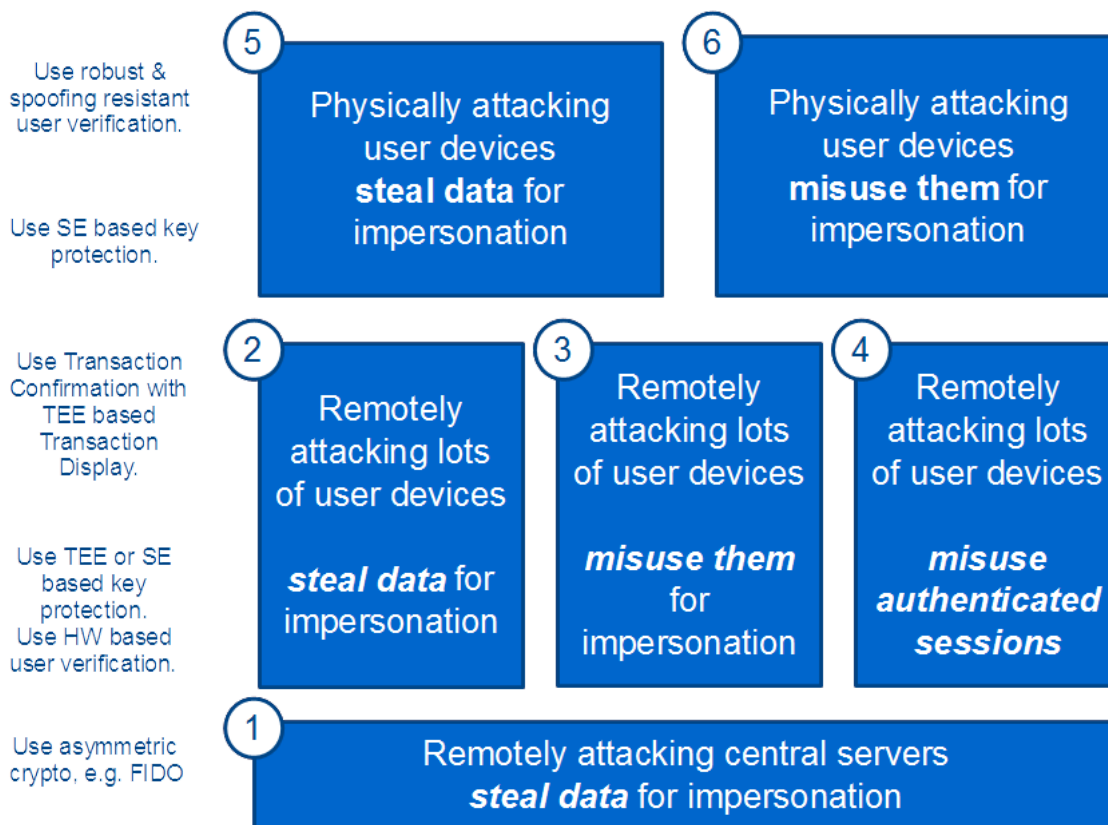 Use robust &
spoofing resistant
user verification.
Use SE based key
protection.
5
Physically attacking
user devices
steal data for
impersonation
6
Physically attacking
user devices
misuse them for
impersonation
Use Transaction
Confirmation with
TEE based
Transaction
Display.
Use TEE or SE
based key
protection.
Use HW based
user verification.
2
Remotely
attacking lots
of user devices
steal data for
impersonation
3
Remotely
attacking lots
of user devices
misuse them
for
impersonation
4
Remotely
attacking lots
of user devices
misuse
authenticated
sessions
Use asymmetric
crypto, e.g. FIDO
1
Remotely attacking central servers
steal data for impersonation